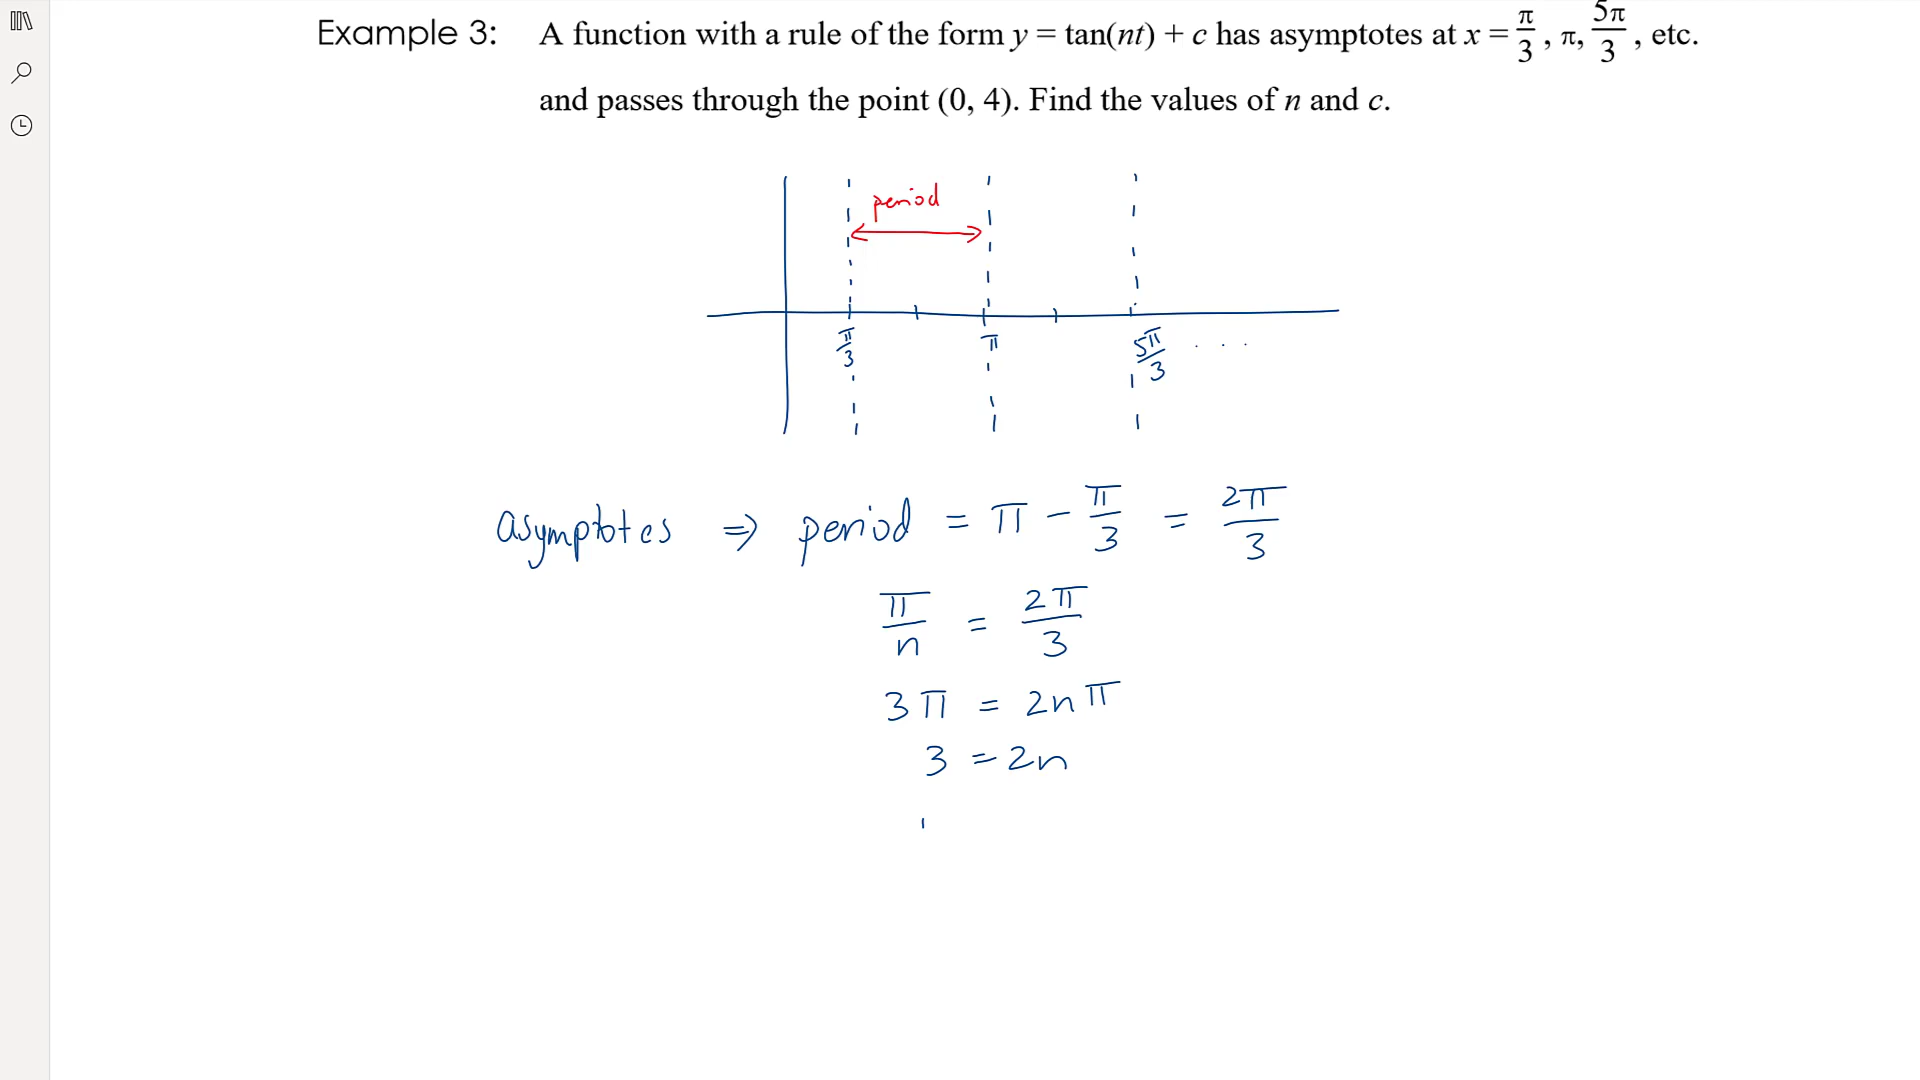 Example 3: A function with a rule of the form y = tan(nt) + c has asymptotes at x = π/3, π, 5π/3, etc.
and passes through the point (0, 4). Find the values of n and c.
period
π/3 π 5π/3 . . .
asymptotes ⇒ period = π − π/3 = 2π/3
π/n = 2π/3
3π = 2nπ
3 = 2n